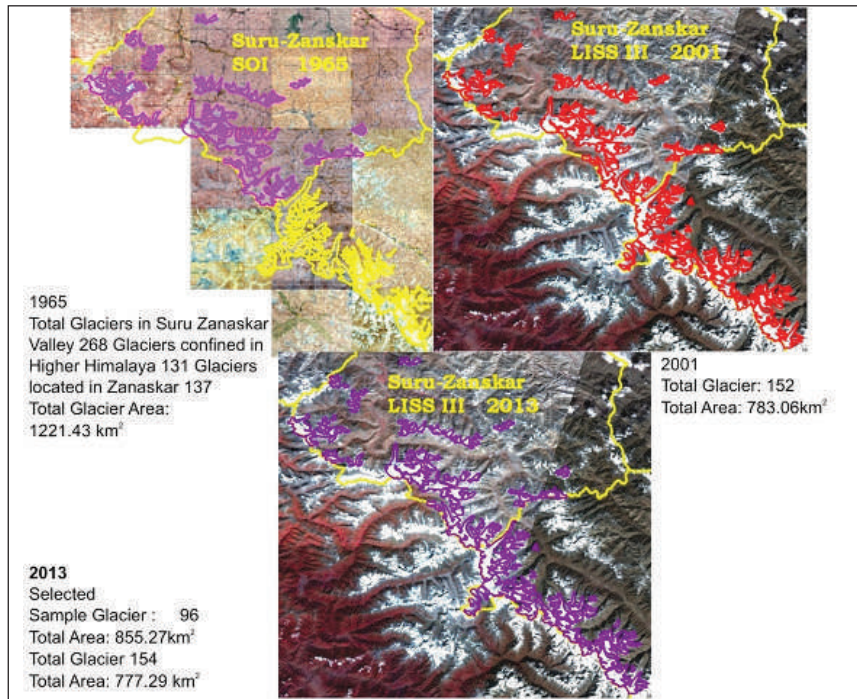 Suru-Zanskar
SOI 1965
Suru-Zanskar
LISS III 2001
1965
Total Glaciers in Suru Zanaskar
Valley 268 Glaciers confined in
Higher Himalaya 131 Glaciers
located in Zanaskar 137
Total Glacier Area:
1221.43 km²
2001
Total Glacier: 152
Total Area: 783.06km²
Suru-Zanskar
LISS III 2013
2013
Selected
Sample Glacier : 96
Total Area: 855.27km²
Total Glacier 154
Total Area: 777.29 km²